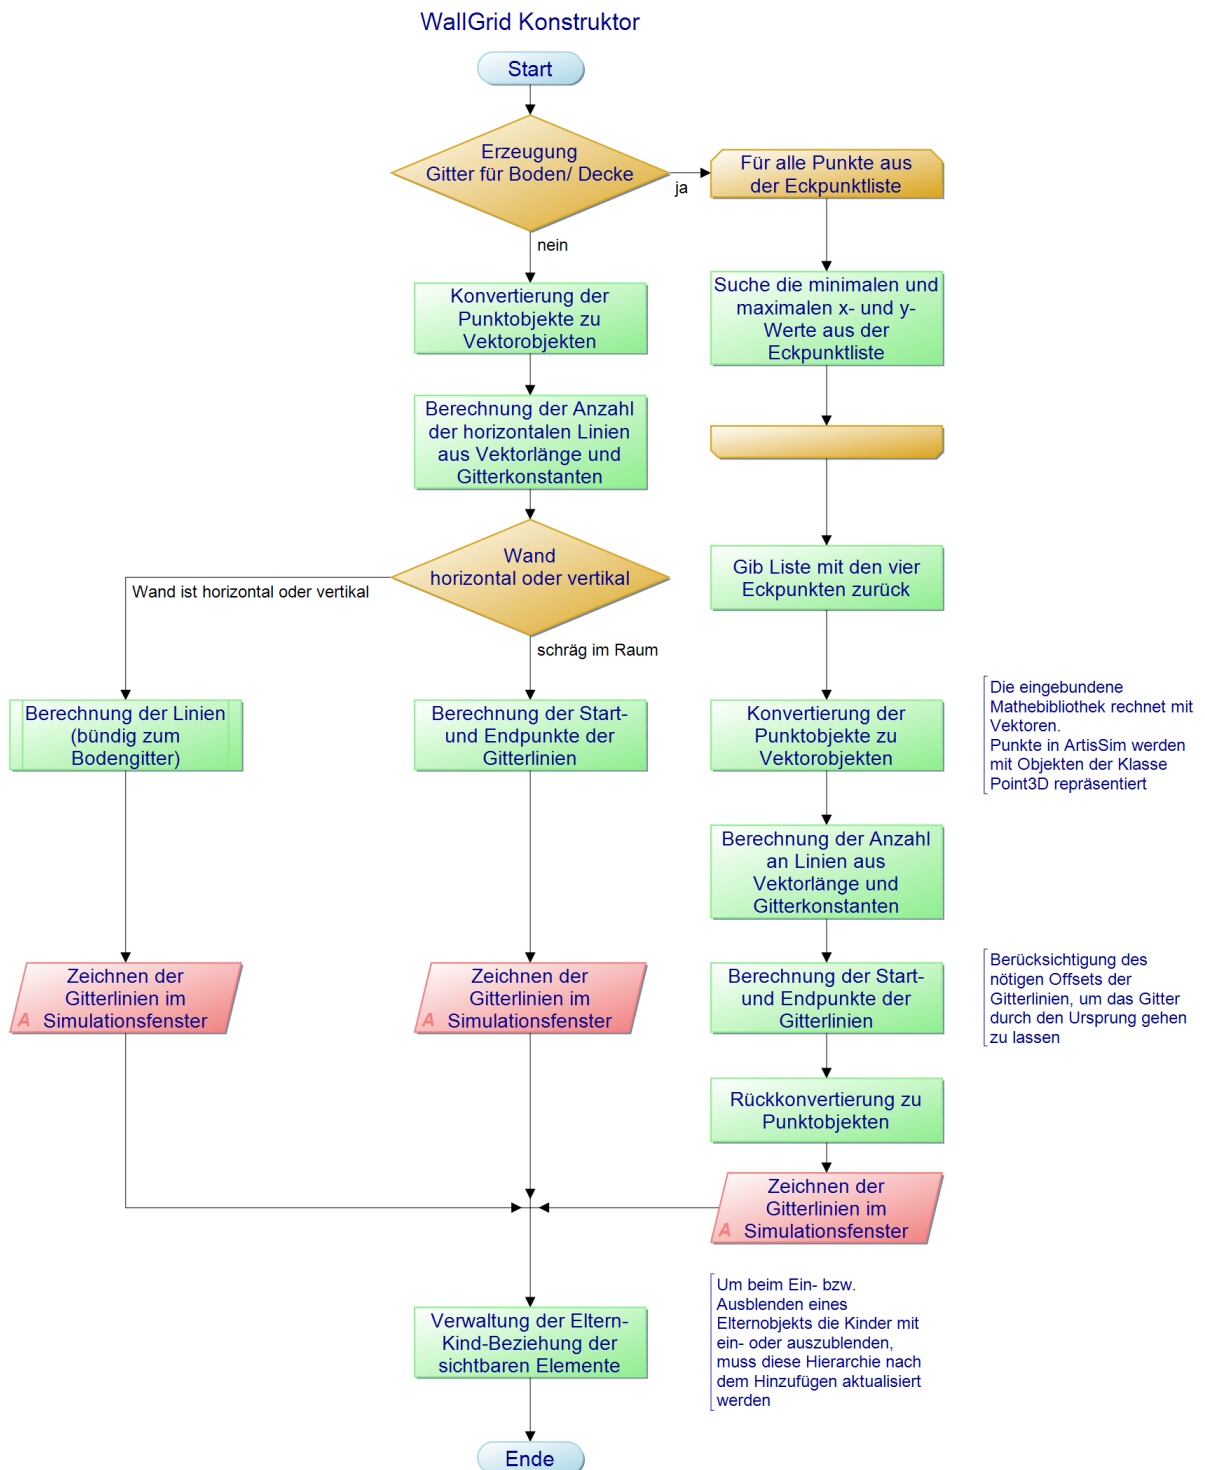 WallGrid Konstruktor
Start
Erzeugung
Gitter für Boden/ Decke
ja
nein
Für alle Punkte aus
der Eckpunktliste
Suche die minimalen und
maximalen x- und y-
Werte aus der
Eckpunktliste
Konvertierung der
Punktobjekte zu
Vektorobjekten
Berechnung der Anzahl
der horizontalen Linien
aus Vektorlänge und
Gitterkonstanten
Wand
horizontal oder vertikal
Wand ist horizontal oder vertikal
schräg im Raum
Gib Liste mit den vier
Eckpunkten zurück
Berechnung der Linien
(bündig zum
Bodengitter)
Berechnung der Start-
und Endpunkte der
Gitterlinien
Konvertierung der
Punktobjekte zu
Vektorobjekten
Die eingebundene
Mathebibliothek rechnet mit
Vektoren.
Punkte in ArtisSim werden
mit Objekten der Klasse
Point3D repräsentiert
Berechnung der Anzahl
an Linien aus
Vektorlänge und
Gitterkonstanten
Zeichnen der
Gitterlinien im
A Simulationsfenster
Zeichnen der
Gitterlinien im
A Simulationsfenster
Berechnung der Start-
und Endpunkte der
Gitterlinien
Berücksichtigung des
nötigen Offsets der
Gitterlinien, um das Gitter
durch den Ursprung gehen
zu lassen
Rückkonvertierung zu
Punktobjekten
Zeichnen der
Gitterlinien im
A Simulationsfenster
Verwaltung der Eltern-
Kind-Beziehung der
sichtbaren Elemente
Um beim Ein- bzw.
Ausblenden eines
Elternobjekts die Kinder mit
ein- oder auszublenden,
muss diese Hierarchie nach
dem Hinzufügen aktualisiert
werden
Ende